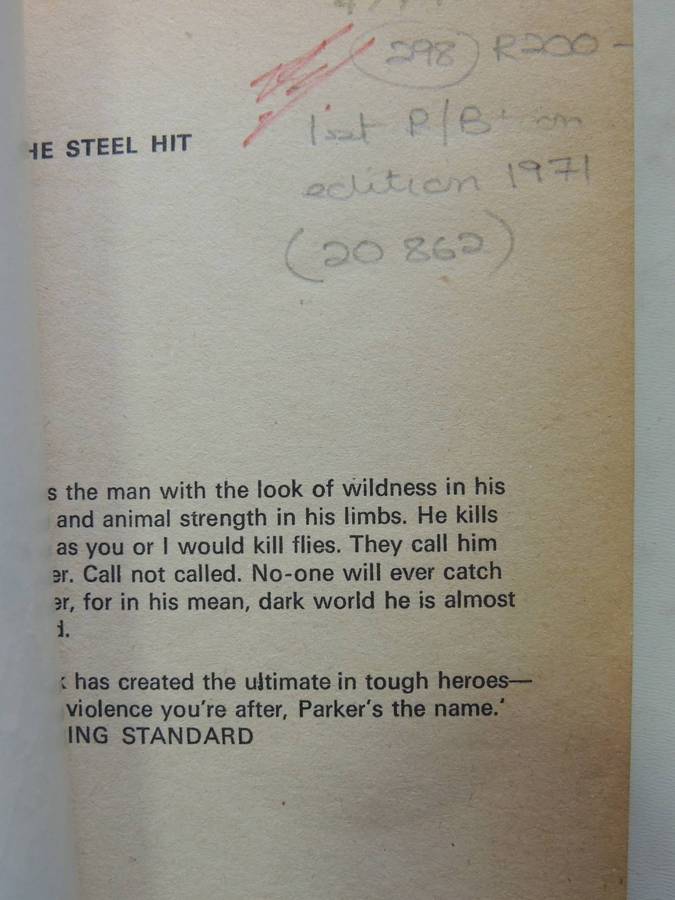 298 R200-
1st P/B
edition 1971
(20 862)
HE STEEL HIT
s the man with the look of wildness in his
and animal strength in his limbs. He kills
as you or I would kill flies. They call him
er. Call not called. No-one will ever catch
er, for in his mean, dark world he is almost
d.
k has created the ultimate in tough heroes—
violence you're after, Parker's the name.'
ING STANDARD